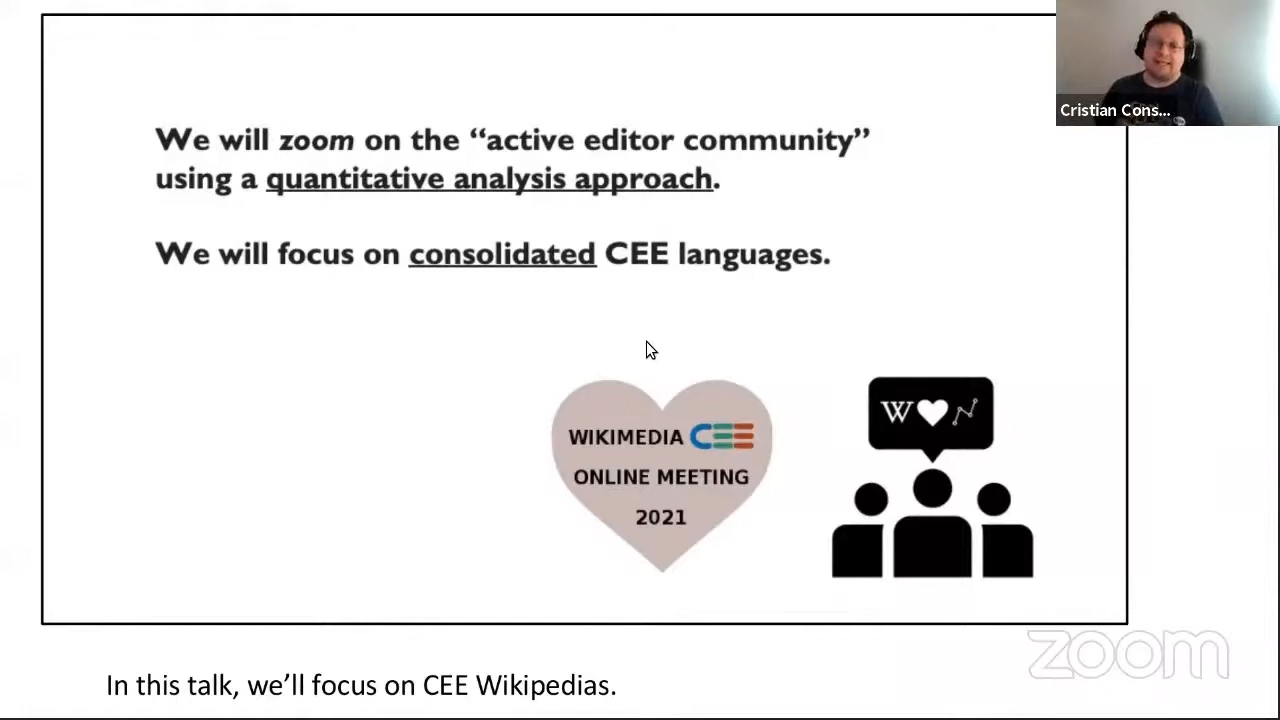 Cristian Cons...
We will zoom on the “active editor community”
using a quantitative analysis approach.
We will focus on consolidated CEE languages.
W
WIKIMEDIA CEE
ONLINE MEETING
2021
zoom
In this talk, we’ll focus on CEE Wikipedias.